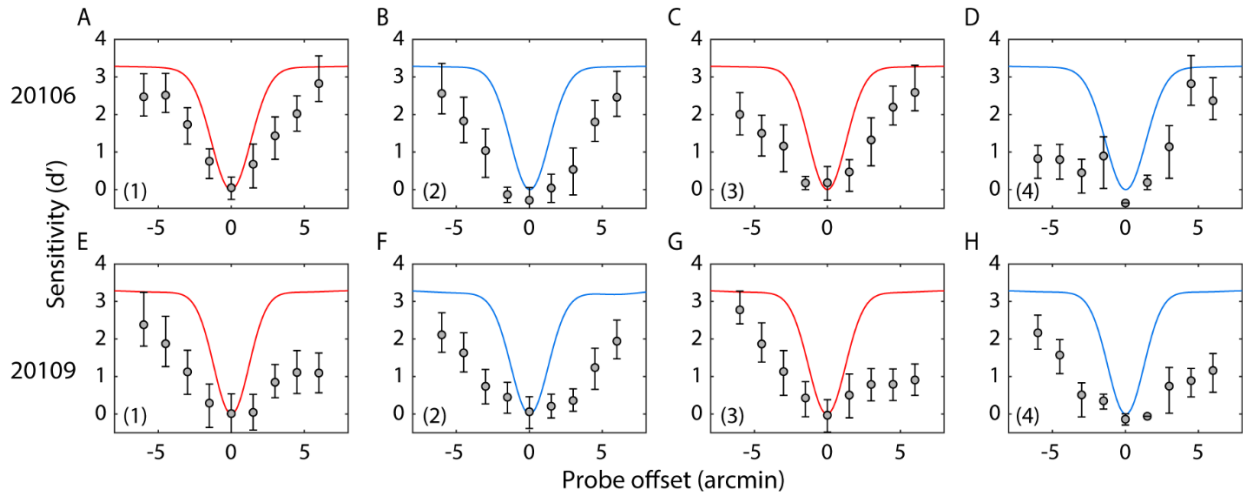 A B C D
4 4 4 4
3 3 3 3
20106 2 2 2 2
1 1 1 1
0 0 0 0
(1) (2) (3) (4)
-5 0 5 -5 0 5 -5 0 5 -5 0 5
Sensitivity (d′)
E F G H
4 4 4 4
3 3 3 3
2 2 2 2
20109 1 1 1 1
0 0 0 0
(1) (2) (3) (4)
-5 0 5 -5 0 5 -5 0 5 -5 0 5
Probe offset (arcmin)